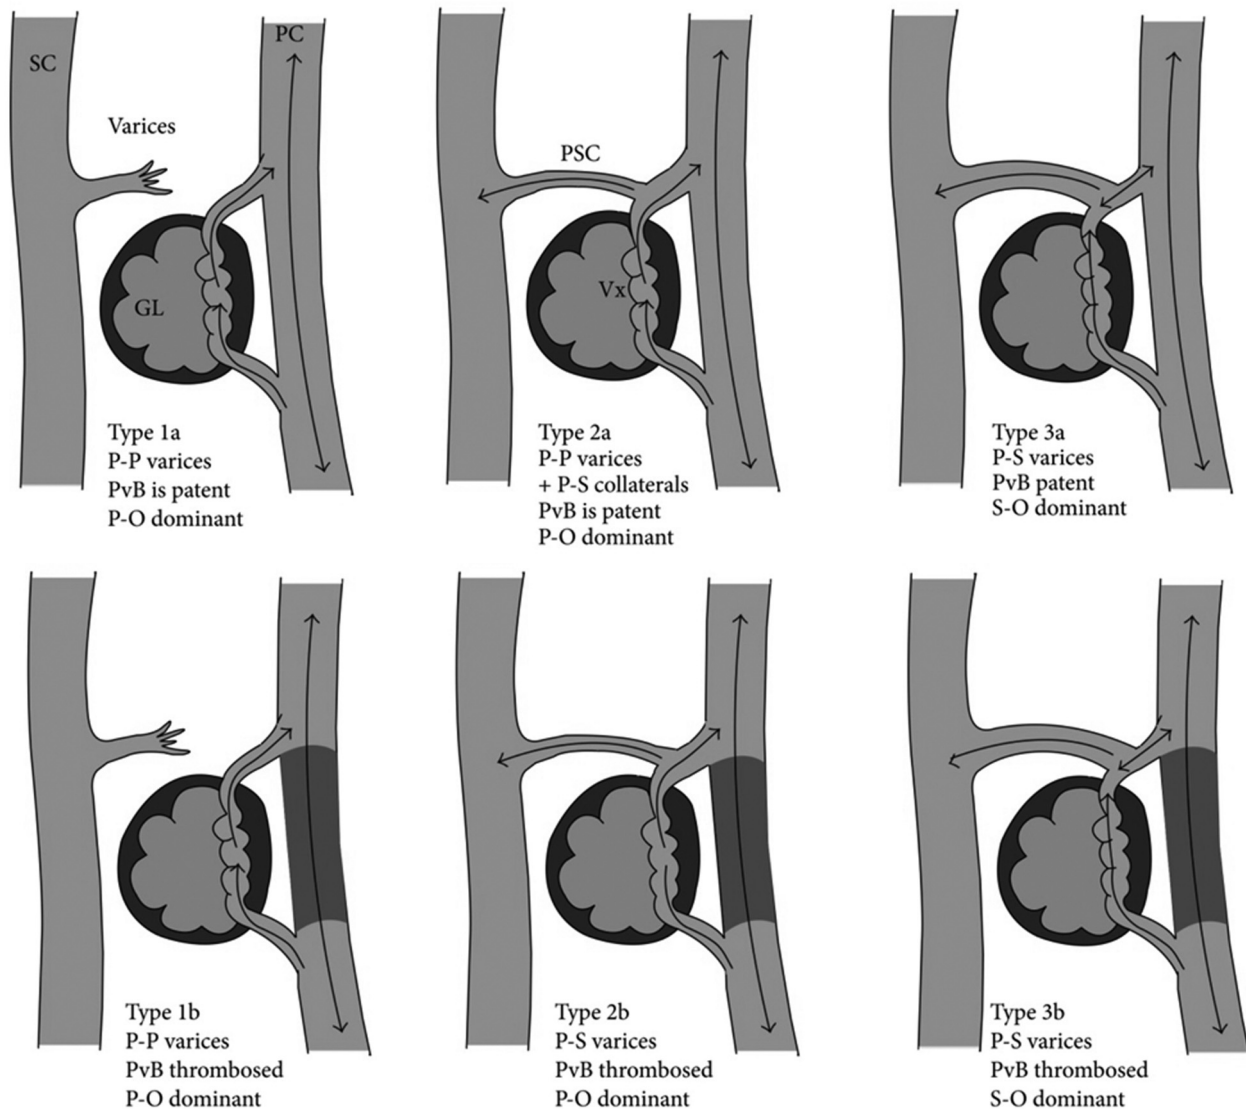 SC
PC
Varices
GL
Type 1a
P-P varices
PvB is patent
P-O dominant
PSC
Vx
Type 2a
P-P varices
+ P-S collaterals
PvB is patent
P-O dominant
Type 3a
P-S varices
PvB patent
S-O dominant
Type 1b
P-P varices
PvB thrombosed
P-O dominant
Type 2b
P-S varices
PvB thrombosed
P-O dominant
Type 3b
P-S varices
PvB thrombosed
S-O dominant